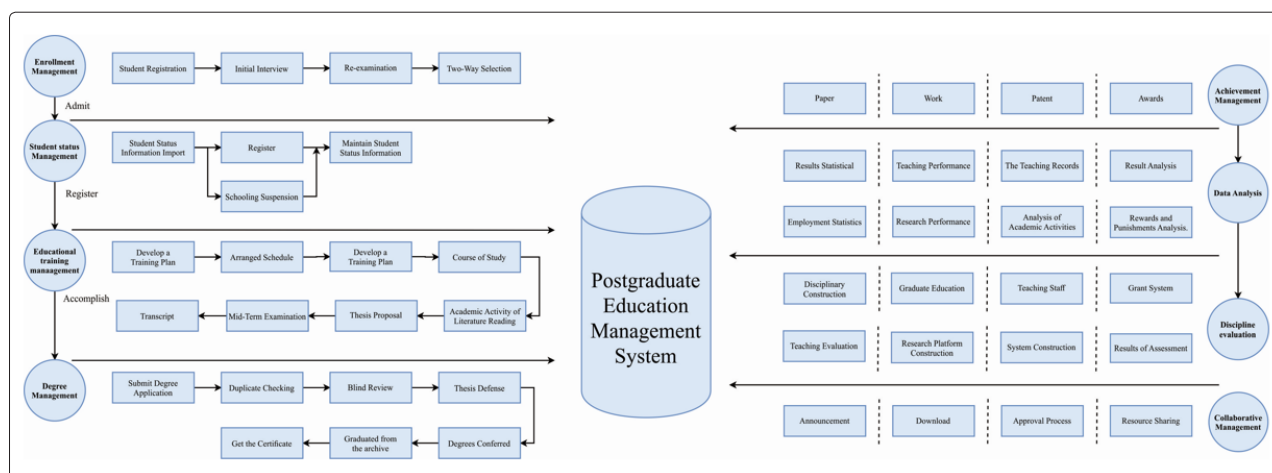 Enrollment
Management
Student Registration
Initial Interview
Re-examination
Two-Way Selection
Admit
Student status
Management
Student Status
Information Import
Register
Maintain Student
Status Information
Schooling Suspension
Register
Educational
training
manaagement
Develop a
Training Plan
Arranged Schedule
Develop a
Training Plan
Course of Study
Transcript
Mid-Term Examination
Thesis Proposal
Academic Activity of
Literature Reading
Accomplish
Degree
Management
Submit Degree
Application
Duplicate Checking
Blind Review
Thesis Defense
Get the Certificate
Graduated from
the archive
Degrees Conferred
Postgraduate
Education
Management
System
Paper
Work
Patent
Awards
Achievement
Management
Results Statistical
Teaching Performance
The Teaching Records
Result Analysis
Data Analysis
Employment Statistics
Research Performance
Analysis of
Academic Activities
Rewards and
Punishments Analysis.
Disciplinary
Construction
Graduate Education
Teaching Staff
Grant System
Discipline
evaluation
Teaching Evaluation
Research Platform
Construction
System Construction
Results of Assessment
Announcement
Download
Approval Process
Resource Sharing
Collaborative
Management